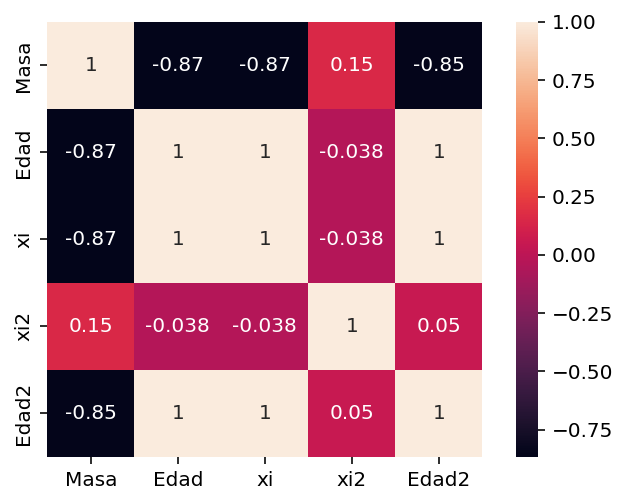 Masa 1 -0.87 -0.87 0.15 -0.85
Edad -0.87 1 1 -0.038 1
xi -0.87 1 1 -0.038 1
xi2 0.15 -0.038 -0.038 1 0.05
Edad2 -0.85 1 1 0.05 1
Masa Edad xi xi2 Edad2
1.00
0.75
0.50
0.25
0.00
−0.25
−0.50
−0.75